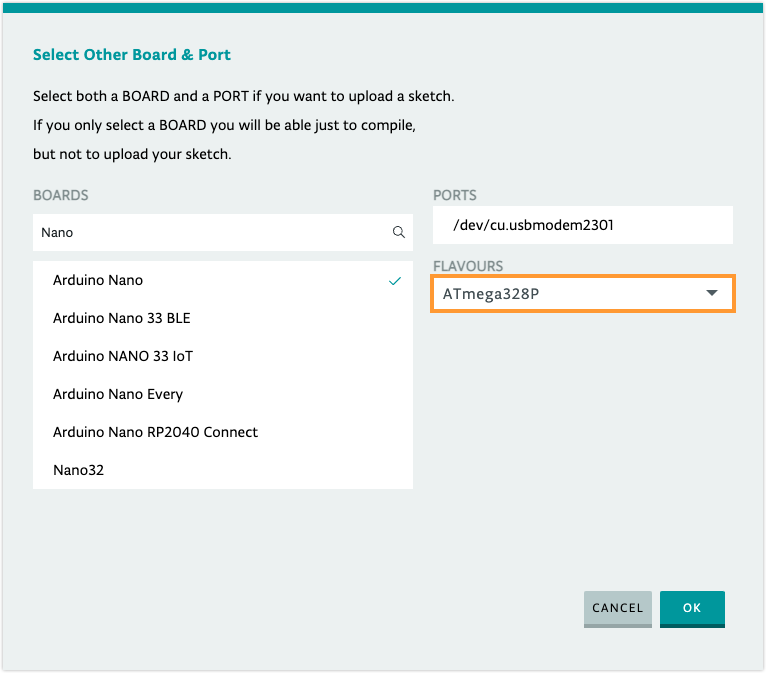 Select Other Board & Port
Select both a BOARD and a PORT if you want to upload a sketch.
If you only select a BOARD you will be able just to compile,
but not to upload your sketch.
BOARDS
Nano
Arduino Nano
Arduino Nano 33 BLE
Arduino NANO 33 IoT
Arduino Nano Every
Arduino Nano RP2040 Connect
Nano32
PORTS
/dev/cu.usbmodem2301
FLAVOURS
ATmega328P
CANCEL
OK